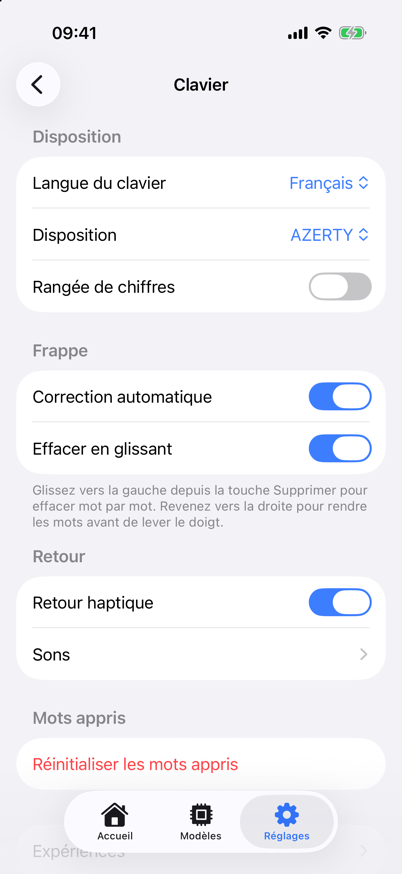 09:41
Clavier
Disposition
Langue du clavier Français
Disposition AZERTY
Rangée de chiffres
Frappe
Correction automatique
Effacer en glissant
Glissez vers la gauche depuis la touche Supprimer pour
effacer mot par mot. Revenez vers la droite pour rendre
les mots avant de lever le doigt.
Retour
Retour haptique
Sons
Mots appris
Réinitialiser les mots appris
Accueil Modèles Réglages
Expériences